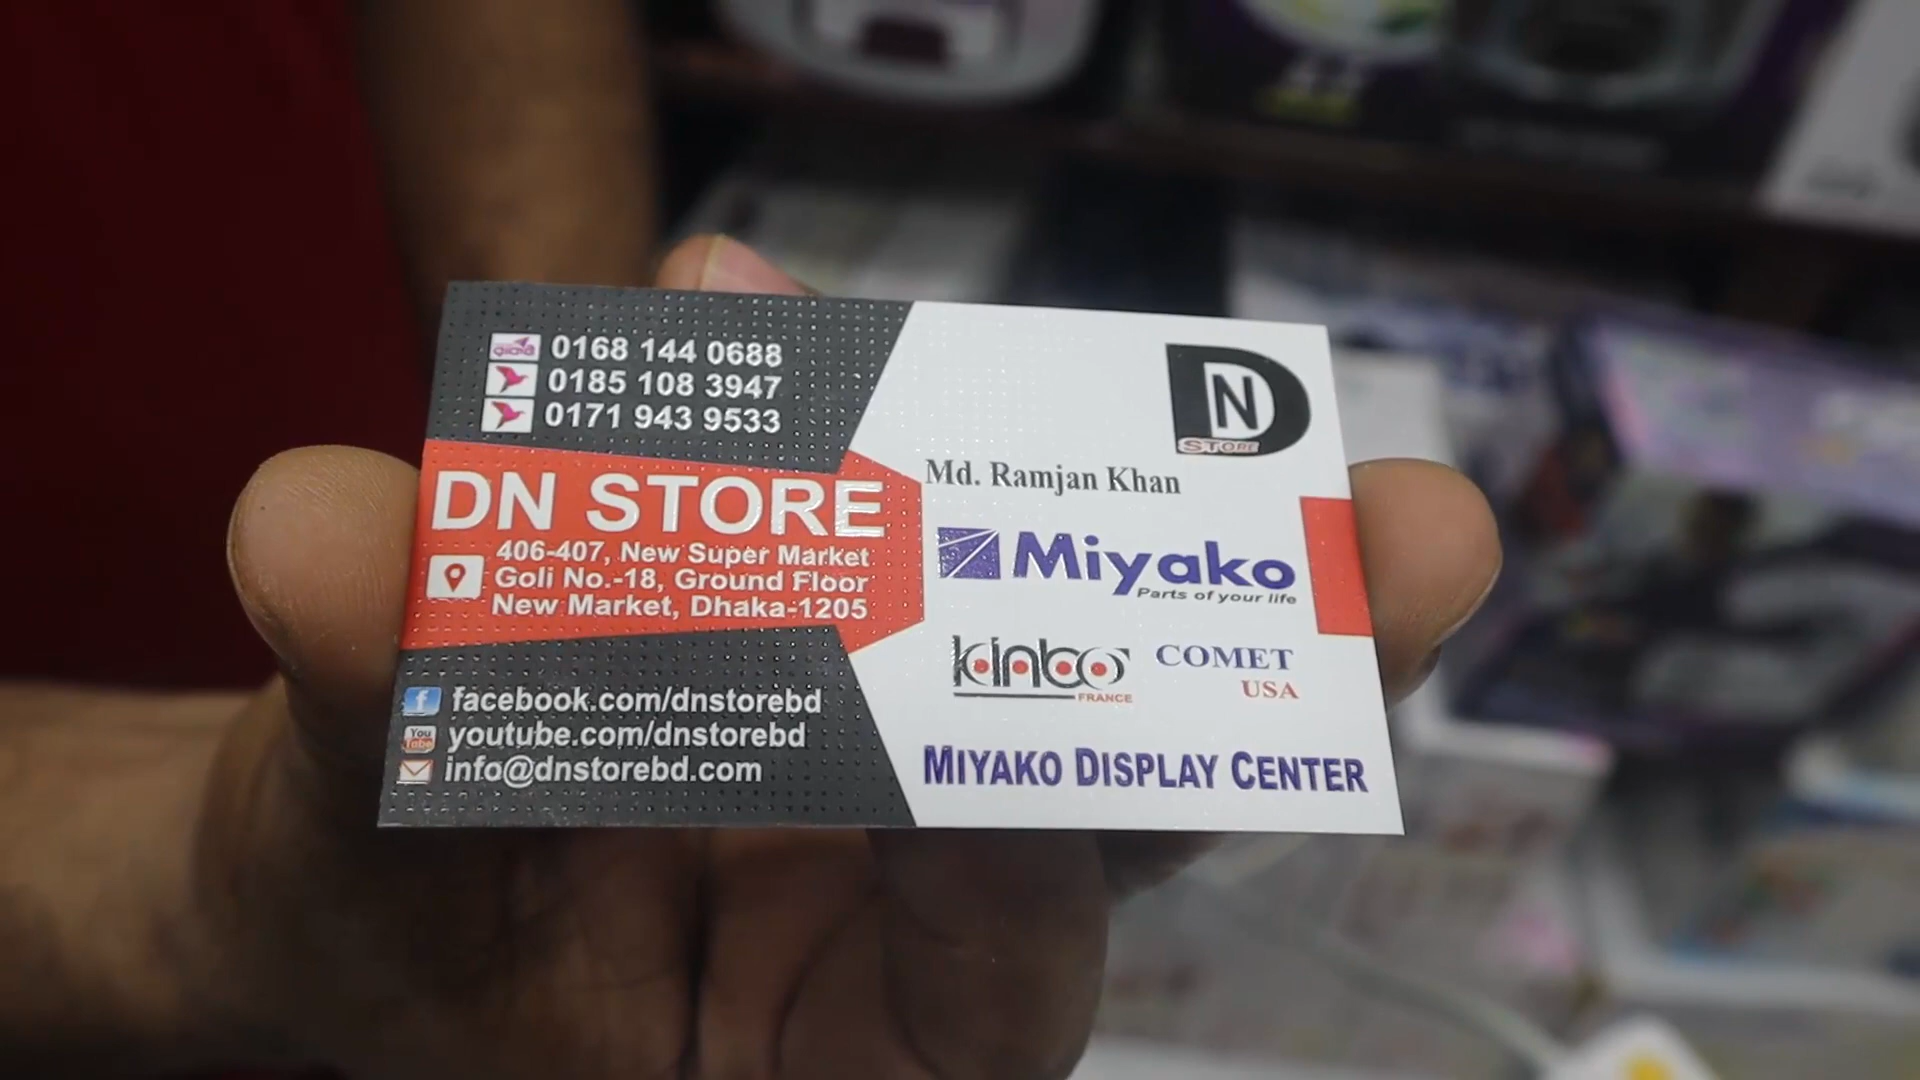 0168 144 0688
0185 108 3947
0171 943 9533
DN STORE
406-407, New Super Market
Goli No.-18, Ground Floor
New Market, Dhaka-1205
facebook.com/dnstorebd
You Tube youtube.com/dnstorebd
info@dnstorebd.com
DN
STORE
Md. Ramjan Khan
Miyako
Parts of your life
kinbo
FRANCE
COMET
USA
MIYAKO DISPLAY CENTER